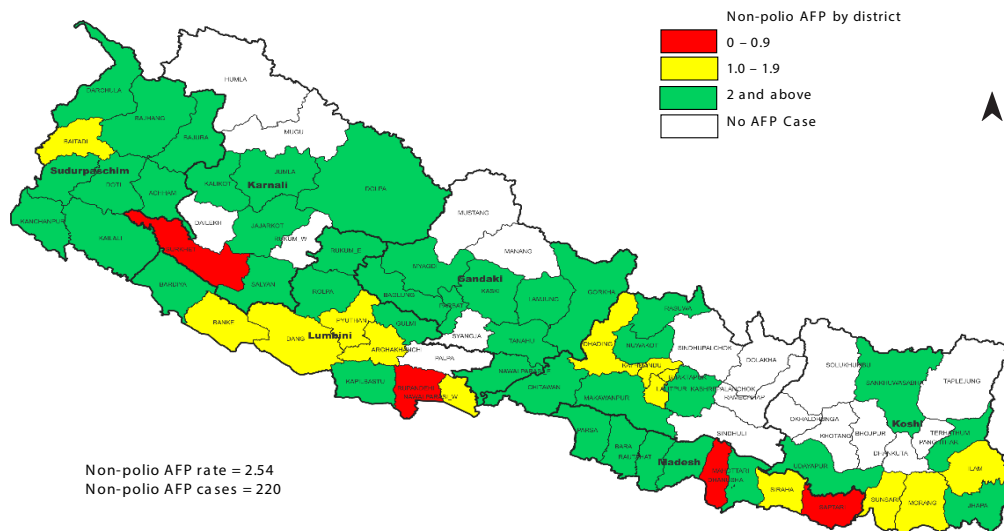 Non-polio AFP by district
0 – 0.9
1.0 – 1.9
2 and above
No AFP Case
HUMLA
DARCHULA
BAJHANG
MUGU
BAITADI
BAJURA
Sudurpaschim
JUMLA
DOTI
KALIKOT
Karnali
ACHHAM
DOLPA
KANCHANPUR
DAILEKH
MUSTANG
JAJARKOT
KAILALI
RUKUM_W
RUKUM_E
MANANG
MYAGDI
Gandaki
BARDIYA
SALYAN
KASKI
ROLPA
BAGLUNG
LAMJUNG
GORKHA
PARBAT
RASUWA
BANKE
PYUTHAN
GULMI
DANG
Lumbini
SYANGJA
TANAHU
DHADING
NUWAKOT
SINDHUPALCHOK
ARGHAKHANCHI
PALPA
DOLAKHA
SOLUKHUMBU
KAPILBASTU
CHITAWAN
BHAKTAPUR
SANKHUWASABHA
TAPLEJUNG
MAKAWANPUR
RAMECHHAP
OKHALDHUNGA
Koshi
KHOTANG
BHOJPUR
TERHATHUM
PARSA
SINDHULI
DHANKUTA
BARA
RAUTAHAT
Madesh
UDAYAPUR
ILAM
SIRAHA
SAPTARI
SUNSARI
MORANG
JHAPA
Non-polio AFP rate = 2.54
Non-polio AFP cases = 220